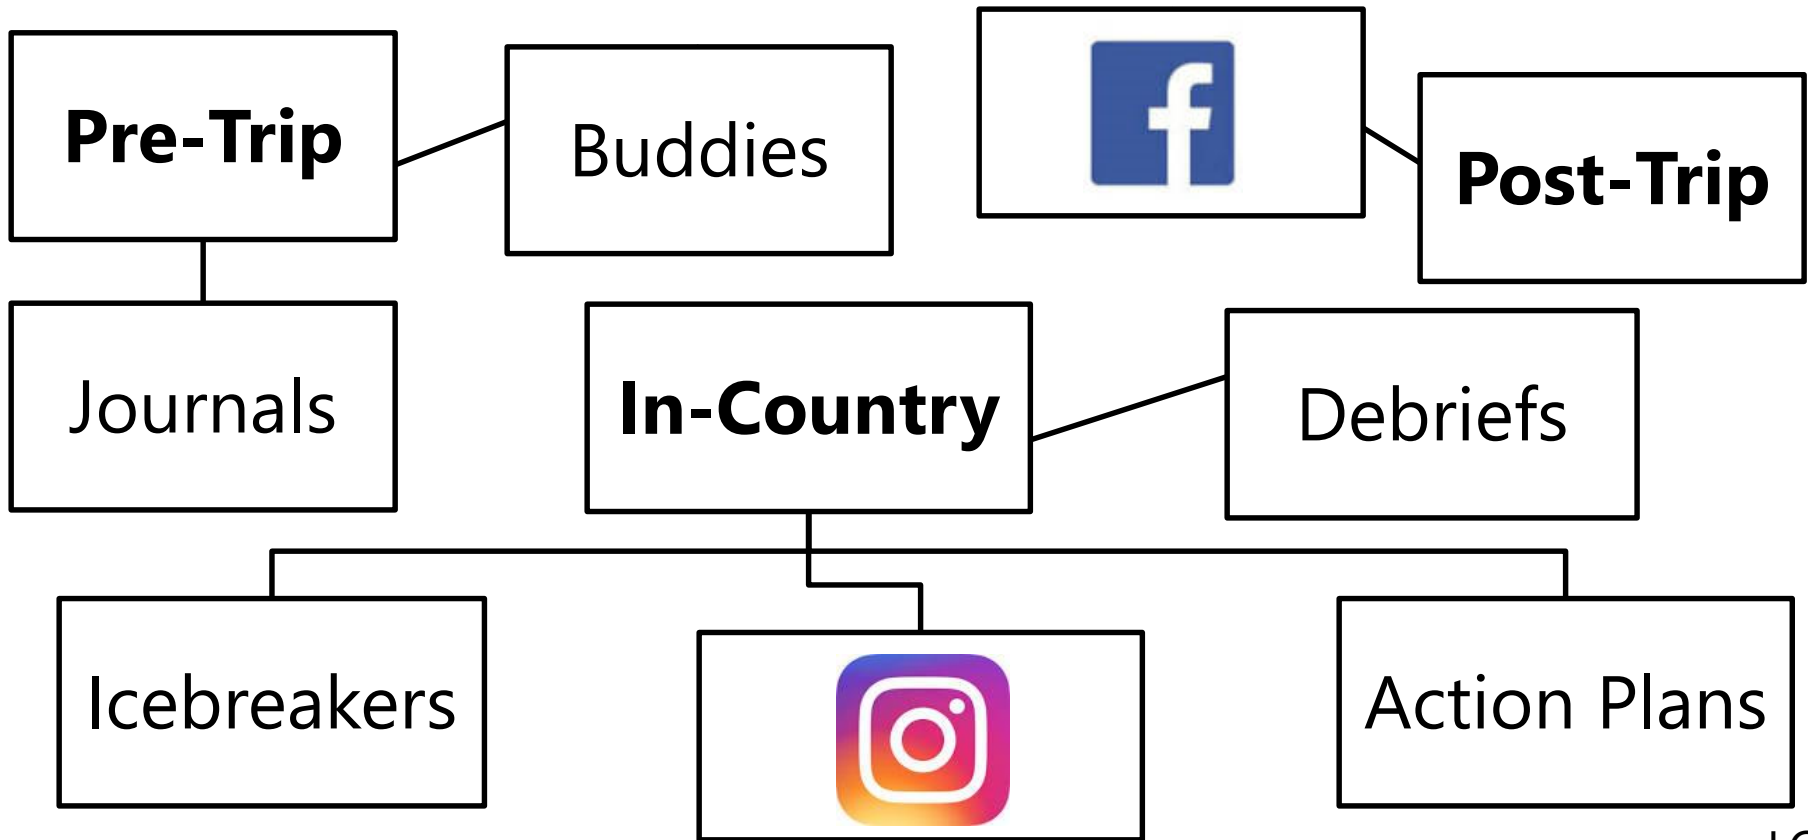 Pre-Trip
Buddies
f
Post-Trip
Journals
In-Country
Debriefs
Icebreakers
Action Plans